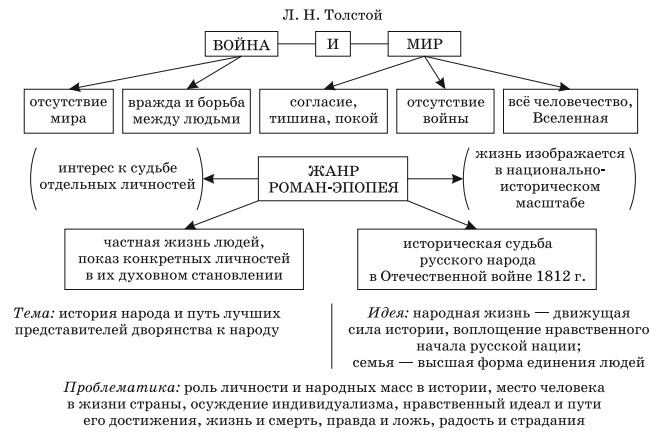 Л. Н. Толстой
ВОЙНА И МИР
отсутствие
мира
вражда и борьба
между людьми
согласие,
тишина, покой
отсутствие
войны
всё человечество,
Вселенная
интерес к судьбе
отдельных личностей
ЖАНР
РОМАН-ЭПОПЕЯ
жизнь изображается
в национально-
историческом
масштабе
частная жизнь людей,
показ конкретных личностей
в их духовном становлении
историческая судьба
русского народа
в Отечественной войне 1812 г.
Тема: история народа и путь лучших
представителей дворянства к народу
Идея: народная жизнь — движущая
сила истории, воплощение нравственного
начала русской нации;
семья — высшая форма единения людей
Проблематика: роль личности и народных масс в истории, место человека
в жизни страны, осуждение индивидуализма, нравственный идеал и пути
его достижения, жизнь и смерть, правда и ложь, радость и страдания